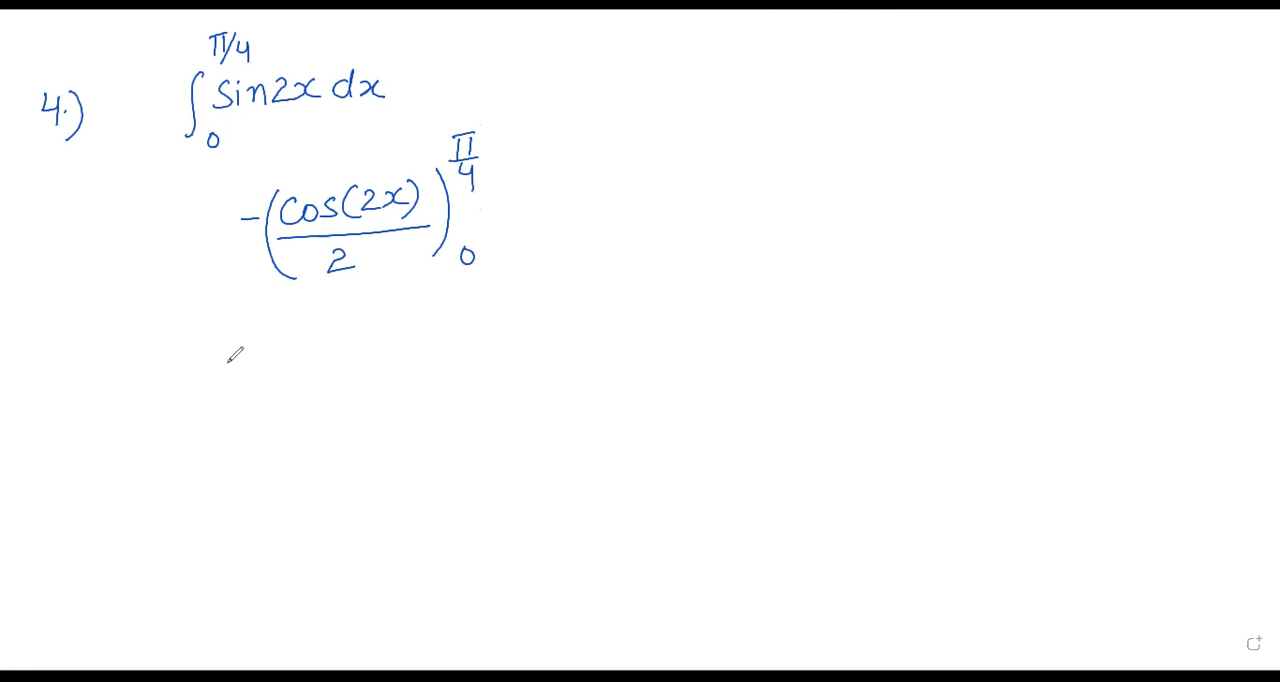 4.) ∫₀^π/4 sin2x dx
-(cos(2x)/2)₀^π/4